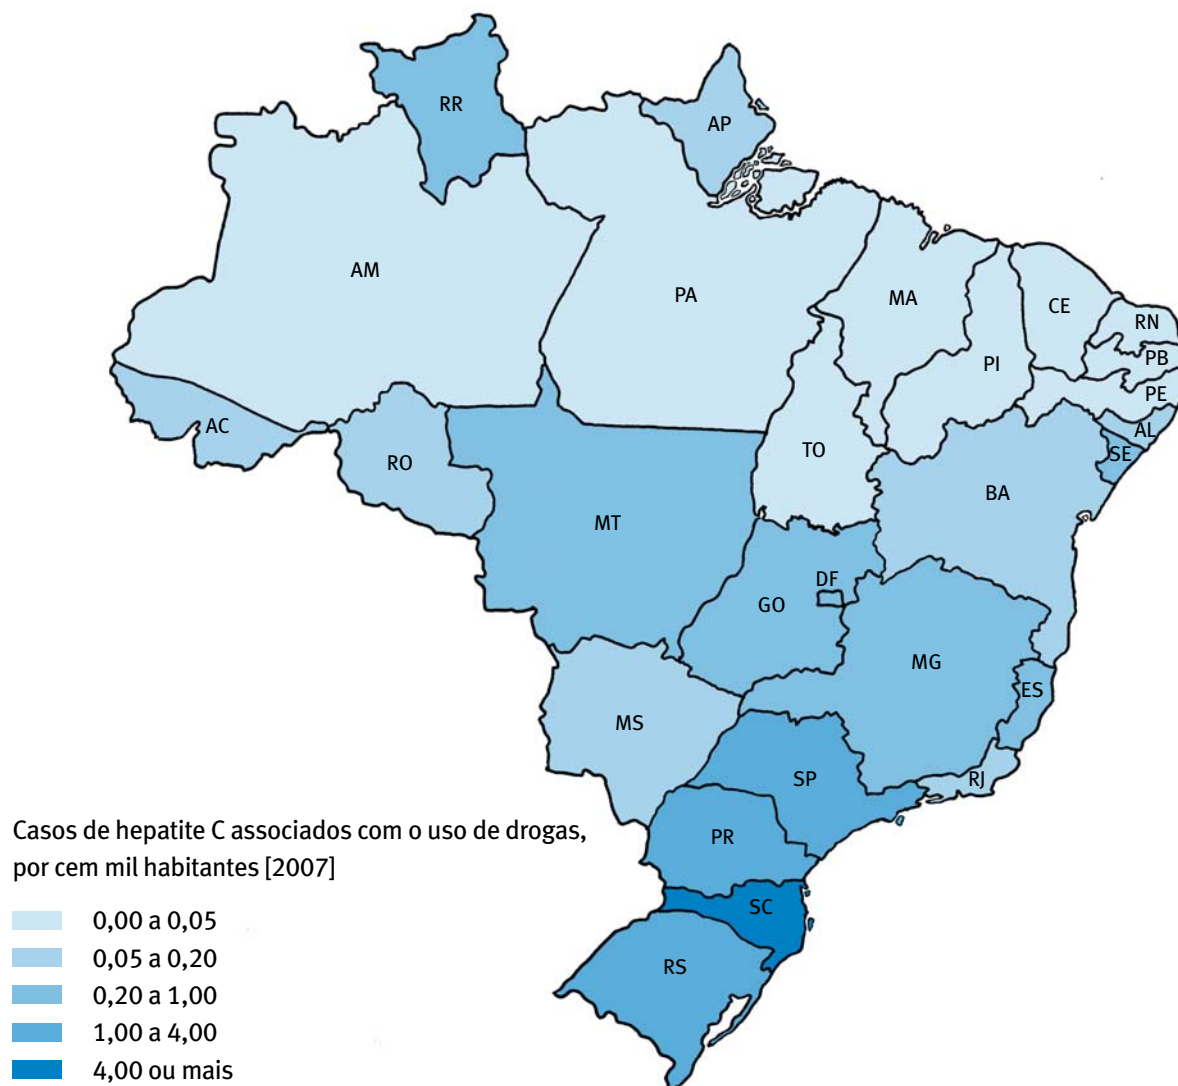 RR
AP
AM
PA
MA
CE
RN
PB
PI
PE
AC
AL
RO
TO
SE
BA
MT
DF
GO
MG
ES
MS
SP
RJ
PR
SC
RS
Casos de hepatite C associados com o uso de drogas,
por cem mil habitantes [2007]
0,00 a 0,05
0,05 a 0,20
0,20 a 1,00
1,00 a 4,00
4,00 ou mais